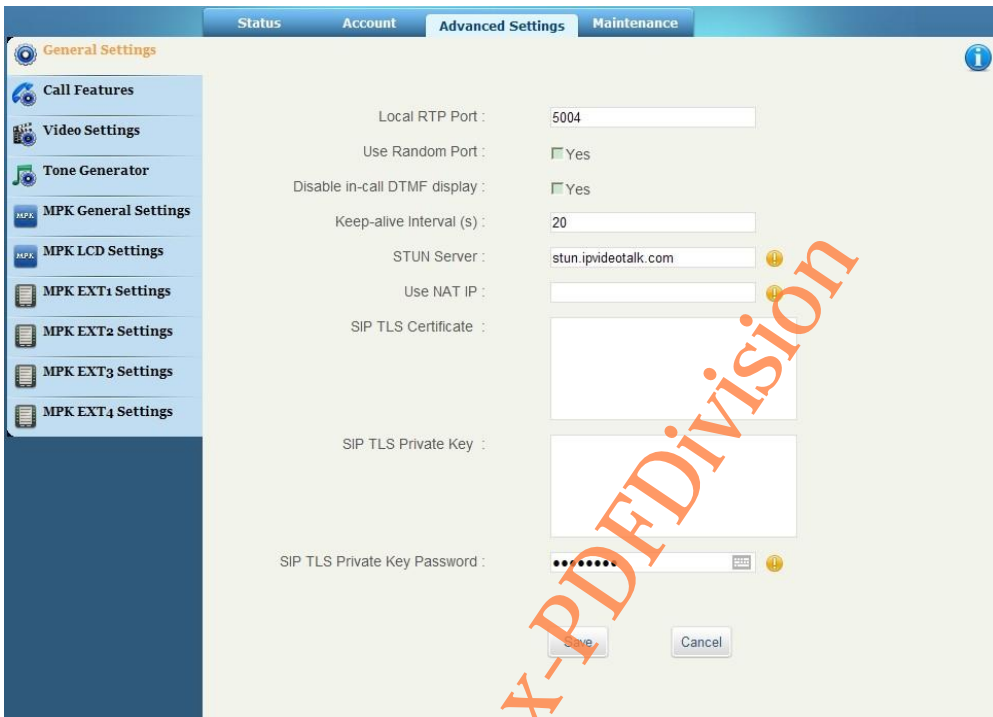 Status Account Advanced Settings Maintenance
General Settings
Call Features
Video Settings
Tone Generator
MPK General Settings
MPK LCD Settings
MPK EXT1 Settings
MPK EXT2 Settings
MPK EXT3 Settings
MPK EXT4 Settings
Local RTP Port : 5004
Use Random Port : Yes
Disable in-call DTMF display : Yes
Keep-alive Interval (s) : 20
STUN Server : stun.ipvideotalk.com
Use NAT IP :
SIP TLS Certificate :
SIP TLS Private Key :
SIP TLS Private Key Password : ••••••••
Save Cancel
x-PDFDivision